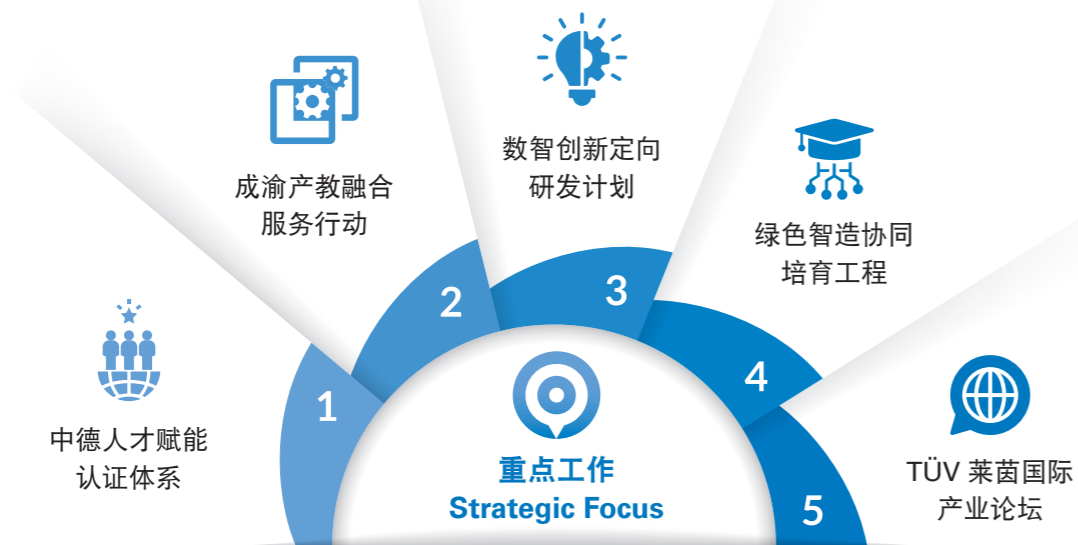 中德人才赋能
认证体系
1
成渝产教融合
服务行动
2
数智创新定向
研发计划
3
绿色智造协同
培育工程
4
TÜV 莱茵国际
产业论坛
5
重点工作
Strategic Focus